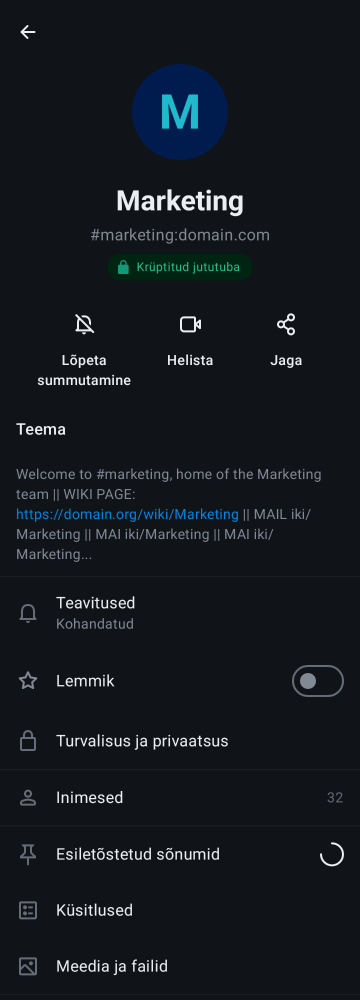 M
Marketing
#marketing:domain.com
Krüptitud jututuba
Lõpeta
summutamine
Helista
Jaga
Teema
Welcome to #marketing, home of the Marketing
team || WIKI PAGE:
https://domain.org/wiki/Marketing || MAIL iki/
Marketing || MAI iki/Marketing || MAI iki/
Marketing...
Teavitused
Kohandatud
Lemmik
Turvalisus ja privaatsus
Inimesed 32
Esiletõstetud sõnumid
Küsitlused
Meedia ja failid